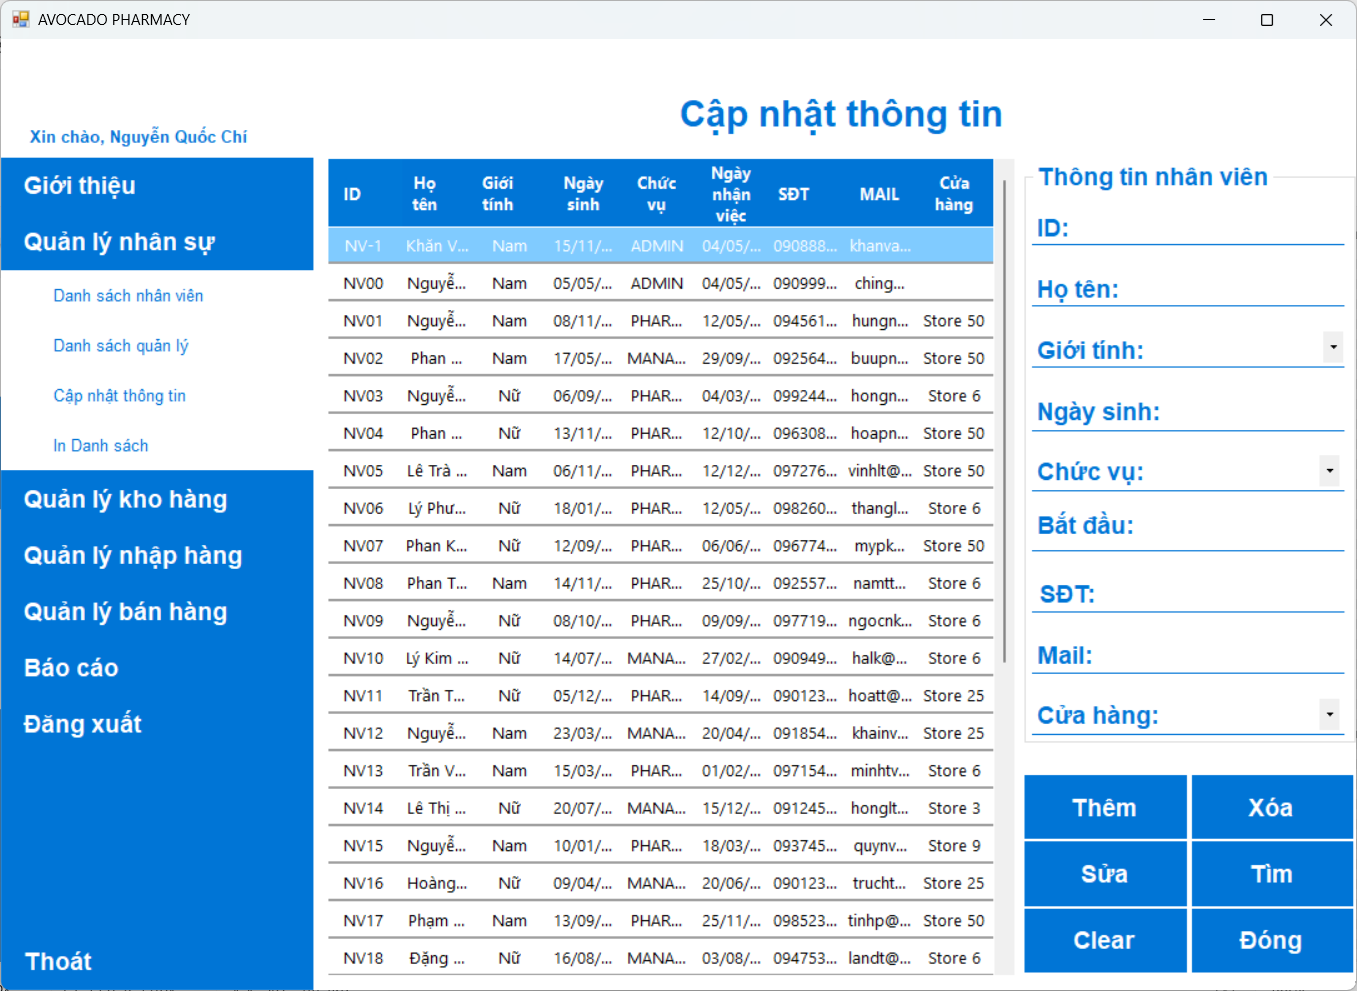 AVOCADO PHARMACY
Cập nhật thông tin
Xin chào, Nguyễn Quốc Chí
Giới thiệu
Quản lý nhân sự
Danh sách nhân viên
Danh sách quản lý
Cập nhật thông tin
In Danh sách
Quản lý kho hàng
Quản lý nhập hàng
Quản lý bán hàng
Báo cáo
Đăng xuất
Thoát
ID Họ tên Giới tính Ngày sinh Chức vụ Ngày nhận việc SĐT MAIL Cửa hàng
NV-1 Khăn V... Nam 15/11/... ADMIN 04/05/... 090888... khanva...
NV00 Nguyễ... Nam 05/05/... ADMIN 04/05/... 090999... ching...
NV01 Nguyễ... Nam 08/11/... PHAR... 12/05/... 094561... hungn... Store 50
NV02 Phan ... Nam 17/05/... MANA... 29/09/... 092564... buupn... Store 50
NV03 Nguyễ... Nữ 06/09/... PHAR... 04/03/... 099244... hongn... Store 6
NV04 Phan ... Nữ 13/11/... PHAR... 12/10/... 096308... hoapn... Store 50
NV05 Lê Trà ... Nam 06/11/... PHAR... 12/12/... 097276... vinhlt@... Store 50
NV06 Lý Phư... Nữ 18/01/... PHAR... 12/05/... 098260... thangl... Store 6
NV07 Phan K... Nữ 12/09/... PHAR... 06/06/... 096774... mypk... Store 50
NV08 Phan T... Nam 14/11/... PHAR... 25/10/... 092557... namtt... Store 6
NV09 Nguyễ... Nữ 08/10/... PHAR... 09/09/... 097719... ngocnk... Store 6
NV10 Lý Kim ... Nữ 14/07/... MANA... 27/02/... 090949... halk@... Store 6
NV11 Trần T... Nữ 05/12/... PHAR... 14/09/... 090123... hoatt@... Store 25
NV12 Nguyễ... Nam 23/03/... MANA... 20/04/... 091854... khainv... Store 25
NV13 Trần V... Nam 15/03/... PHAR... 01/02/... 097154... minhtv... Store 6
NV14 Lê Thị ... Nữ 20/07/... MANA... 15/12/... 091245... honglt... Store 3
NV15 Nguyễ... Nam 10/01/... PHAR... 18/03/... 093745... quynv... Store 9
NV16 Hoàng... Nữ 09/04/... MANA... 20/06/... 090123... trucht... Store 25
NV17 Phạm ... Nam 13/09/... PHAR... 25/11/... 098523... tinhp@... Store 50
NV18 Đặng ... Nữ 16/08/... MANA... 03/08/... 094753... landt@... Store 6
Thông tin nhân viên
ID:
Họ tên:
Giới tính:
Ngày sinh:
Chức vụ:
Bắt đầu:
SĐT:
Mail:
Cửa hàng:
Thêm Xóa
Sửa Tìm
Clear Đóng